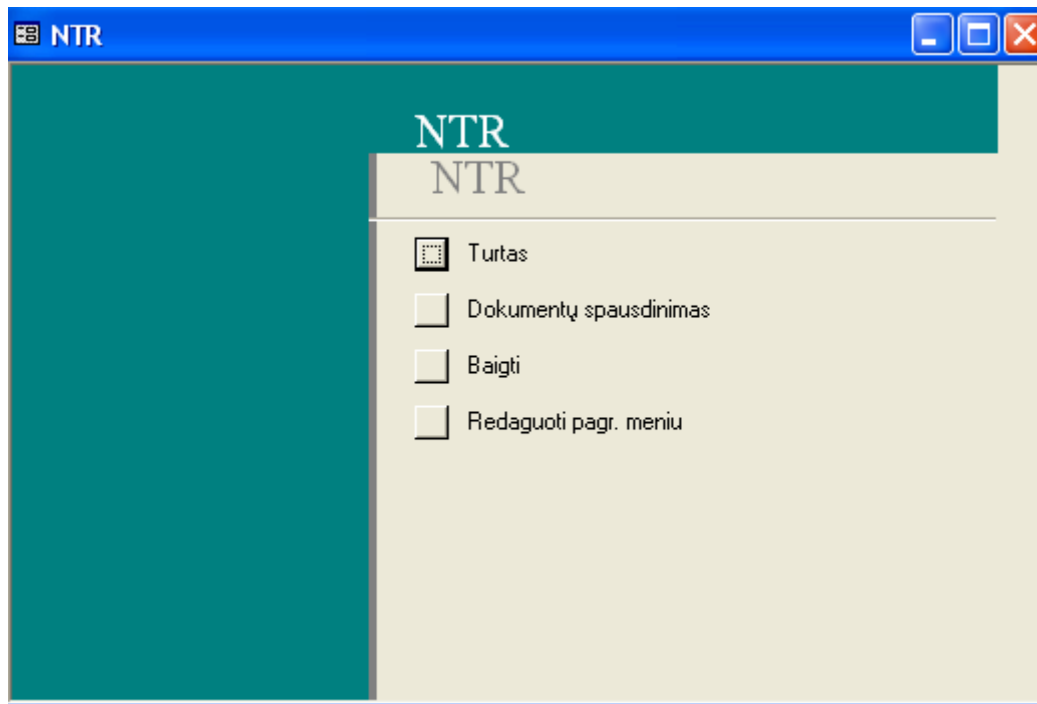 NTR
NTR
NTR
Turtas
Dokumentų spausdinimas
Baigti
Redaguoti pagr. meniu